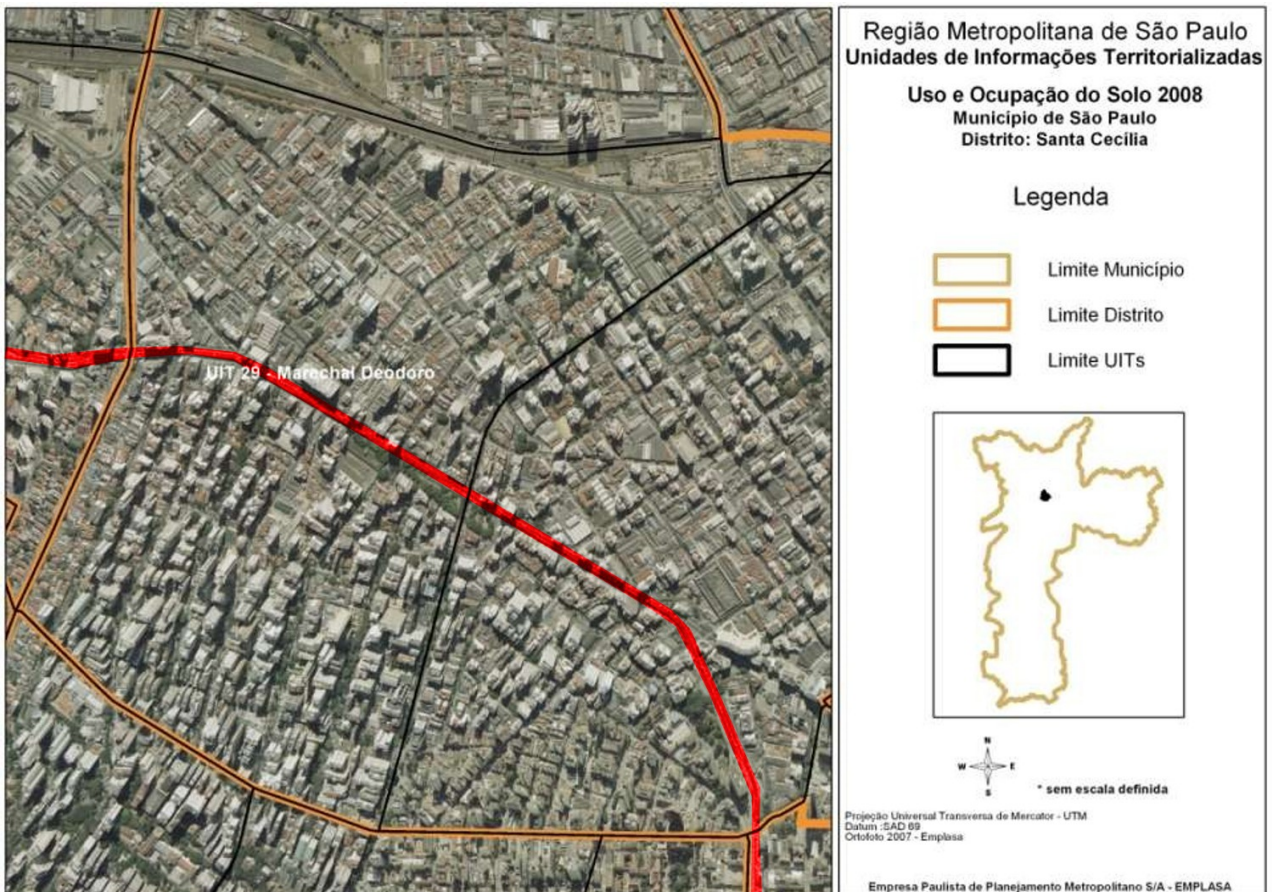 UIT 29 - Marechal Deodoro
Região Metropolitana de São Paulo
Unidades de Informações Territorializadas
Uso e Ocupação do Solo 2008
Município de São Paulo
Distrito: Santa Cecília
Legenda
Limite Município
Limite Distrito
Limite UITs
N
W E
S
* sem escala definida
Projeção Universal Transversa de Mercator - UTM
Datum :SAD 69
Ortofoto 2007 - Emplasa
Empresa Paulista de Planejamento Metropolitano S/A - EMPLASA